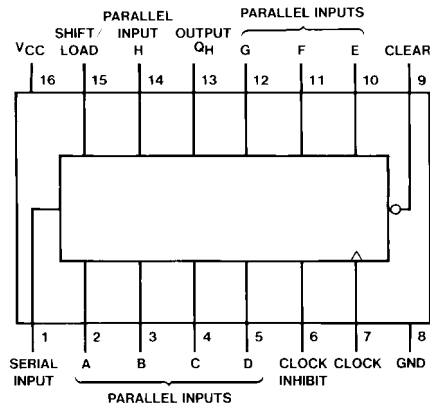 PARALLEL INPUTS
PARALLEL
SHIFT/ INPUT OUTPUT
VCC LOAD H QH G F E CLEAR
16 15 14 13 12 11 10 9
1 2 3 4 5 6 7 8
SERIAL A B C D CLOCK CLOCK GND
INPUT INHIBIT
PARALLEL INPUTS